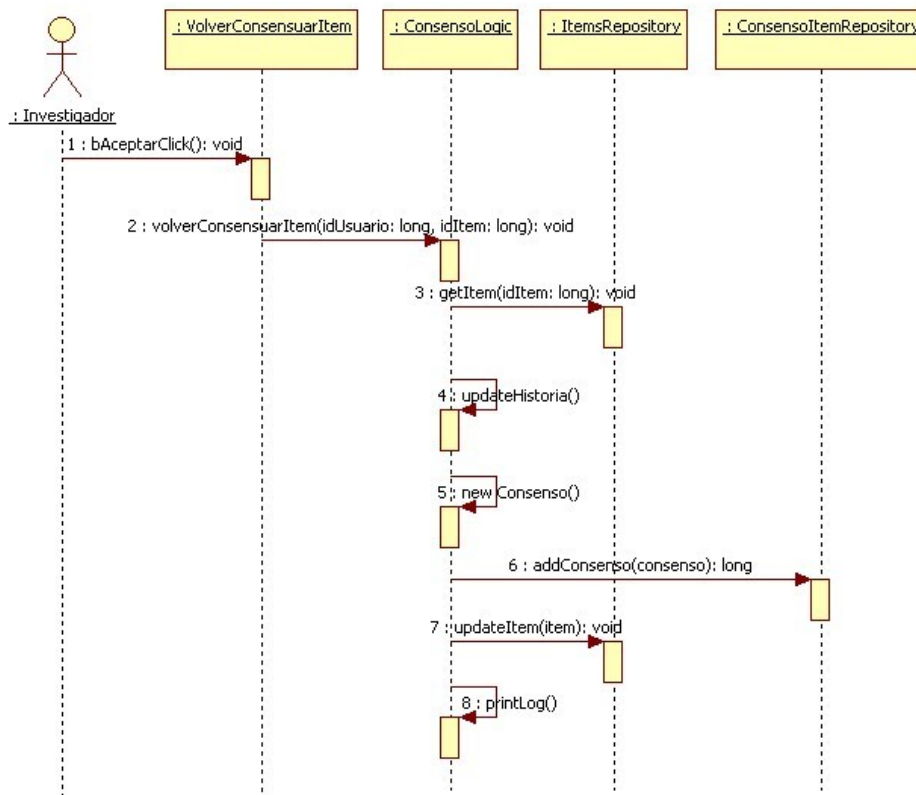 : VolverConsensuarItem
: ConsensoLogic
: ItemsRepository
: ConsensoItemRepository
: Investigador
1 : bAceptarClick(): void
2 : volverConsensuarItem(idUsuario: long, idItem: long): void
3 : getItem(idItem: long): void
4 : updateHistoria()
5 : new Consenso()
6 : addConsenso(consenso): long
7 : updateItem(item): void
8 : printLog()